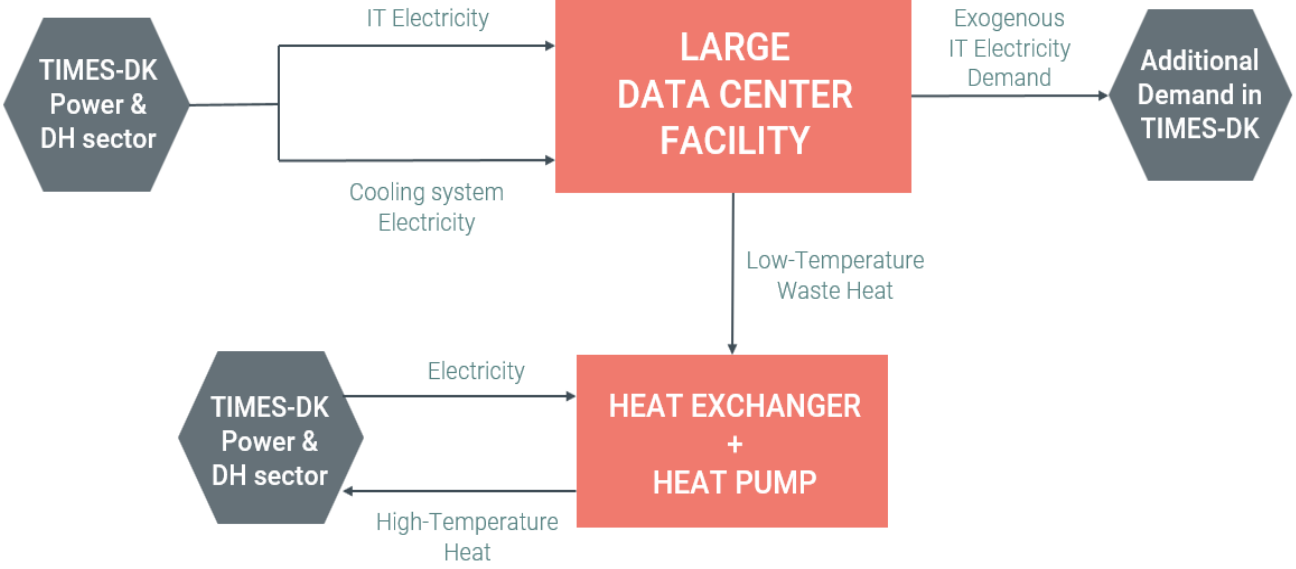 IT Electricity
TIMES-DK
Power &
DH sector
Cooling system
Electricity
LARGE
DATA CENTER
FACILITY
Exogenous
IT Electricity
Demand
Additional
Demand in
TIMES-DK
Low-Temperature
Waste Heat
TIMES-DK
Power &
DH sector
Electricity
High-Temperature
Heat
HEAT EXCHANGER
+
HEAT PUMP